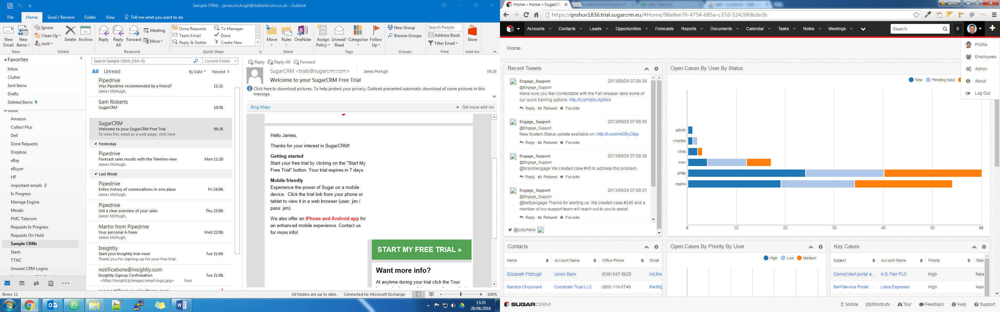 Sample CRMs - james.mchugh@italktelecom.co.uk - Outlook
File Home Send / Receive Folder View Tell me what you want to do
New Email
New Items
Ignore
Clean Up
Junk
Delete
Archive
Reply
Reply All
Forward
Meeting
More
Done Requests
Team Email
Reply & Delete
To Manager
Done
Create New
Move
Rules
OneNote
Assign Policy
Unread/ Read
Categorize
Follow Up
New Group
Browse Groups
Search People
Address Book
Filter Email
Store
New Delete Respond Quick Steps Move Tags Groups Find Add-ins
Favorites
Inbox
Clutter
Sent Items
Drafts
Deleted Items 9
Inbox
Amazon
Collect Plus
Dell
Done Requests
Dropbox
eBay
eBuyer
HP
important emails 2
In Progress
Manage Engine
Meraki
PMC Telecom
Requests In Progress
Requests On Hold
Sample CRMs
Stash
TTNC
Unused CRM Logins
Search Sample CRMs (Ctrl+E) Current Folder
All Unread By Date Newest
Pipedrive
Was Pipedrive recommended by a friend? 11:21
James McHugh,
Sam Roberts
SugarCRM 10:56
SugarCRM
Welcome to your SugarCRM Free Trial 09:26
To view this email as a web page, click here
Yesterday
Pipedrive
Forecast sales results with the Timeline view Mon 11:20
James McHugh,
Last Week
Pipedrive
Entire history of conversations in one place Fri 24/06
James McHugh,
Pipedrive
Get a clear overview of your sales Thu 23/06
James McHugh,
Martin from Pipedrive
Your personal A-Team Wed 22/06
James McHugh,
Insightly
Start your Insightly trial now! Tue 21/06
Thank you for signing-up for your free trial.
notifications@insightly.com
Insightly Signup Confirmation Tue 21/06
<http://insight.ly/images/email-logo.jpg> Your
Reply Reply All Forward
SugarCRM <trials@sugarcrm.com> James McHugh 09:26
Welcome to your SugarCRM Free Trial
Click here to download pictures. To help protect your privacy, Outlook prevented automatic download of some pictures in this
message.
Bing Maps + Get more add-ins
Hello James,
Thanks for your interest in SugarCRM!
Getting started
Start your free trial by clicking on the "Start My
Free Trial" button. Your trial expires in 7 days.
Mobile friendly
Experience the power of Sugar on a mobile
device. Click the trial link from your phone or
tablet to view it in a web browser (user: jim /
pass: jim).
We also offer an iPhone and Android app for
an enhanced mobile experience. Contact us
for more info!
START MY FREE TRIAL »
Want more info?
At anytime during your trial click the Tour
Items: 11 All folders are up to date. Connected to: Microsoft Exchange 100%
13:35
28/06/2016
Home » Home » SugarCR
James
https://qnshuv1836.trial.sugarcrm.eu/#Home/98a8ee76-4754-685a-c37d-52420fd6da3b
Accounts Contacts Leads Opportunities Forecasts Reports Documents Calendar Tasks Notes Meetings Search 0
Home
Profile
Employees
Admin
About
Log Out
Recent Tweets
Engage_Support 2013/09/29 07:08:38
@Engage_Support
Make sure you feel comfortable with the Fall release--take some of
our quick training options: http://t.co/Hj6kLKp94A
Reply Retweet Favorite
Engage_Support 2013/09/29 07:08:38
@Engage_Support
New System Status update available on: http://t.co/oH4O6yOdjs
Reply Retweet Favorite
Engage_Support 2013/09/29 07:08:38
@Engage_Support
@brandiengage We created case #45 to address this problem.
Reply Retweet Favorite
Engage_Support 2013/09/29 07:08:37
@Engage_Support
@bettyengage Thanks for alerting us. We created case #246 and a
member of our support team will reach out to you to assist.
Reply Retweet Favorite
@judymera
Open Cases By User By Status
New Pending Input
admin
charles
chris
max
philip
regina
0 10 20 30 40 50 60
Contacts
Name Account Name Office Phone Email
Elizabeth Fitzhugh Union Bank (636) 647-0620 kid.the
Sandra Chouinard Constrata Trust LLC (069) 118-5749 the36@
Open Cases By Priority By User
High Low Medium
Key Cases
Subject Account Name Priority Statu
Cannot start portal a... A.G. Parr PLC High New
Self-Service Portal ... Lotus Espresso High Assi
SUGARCRM
Mobile Shortcuts Tour Feedback Help Support